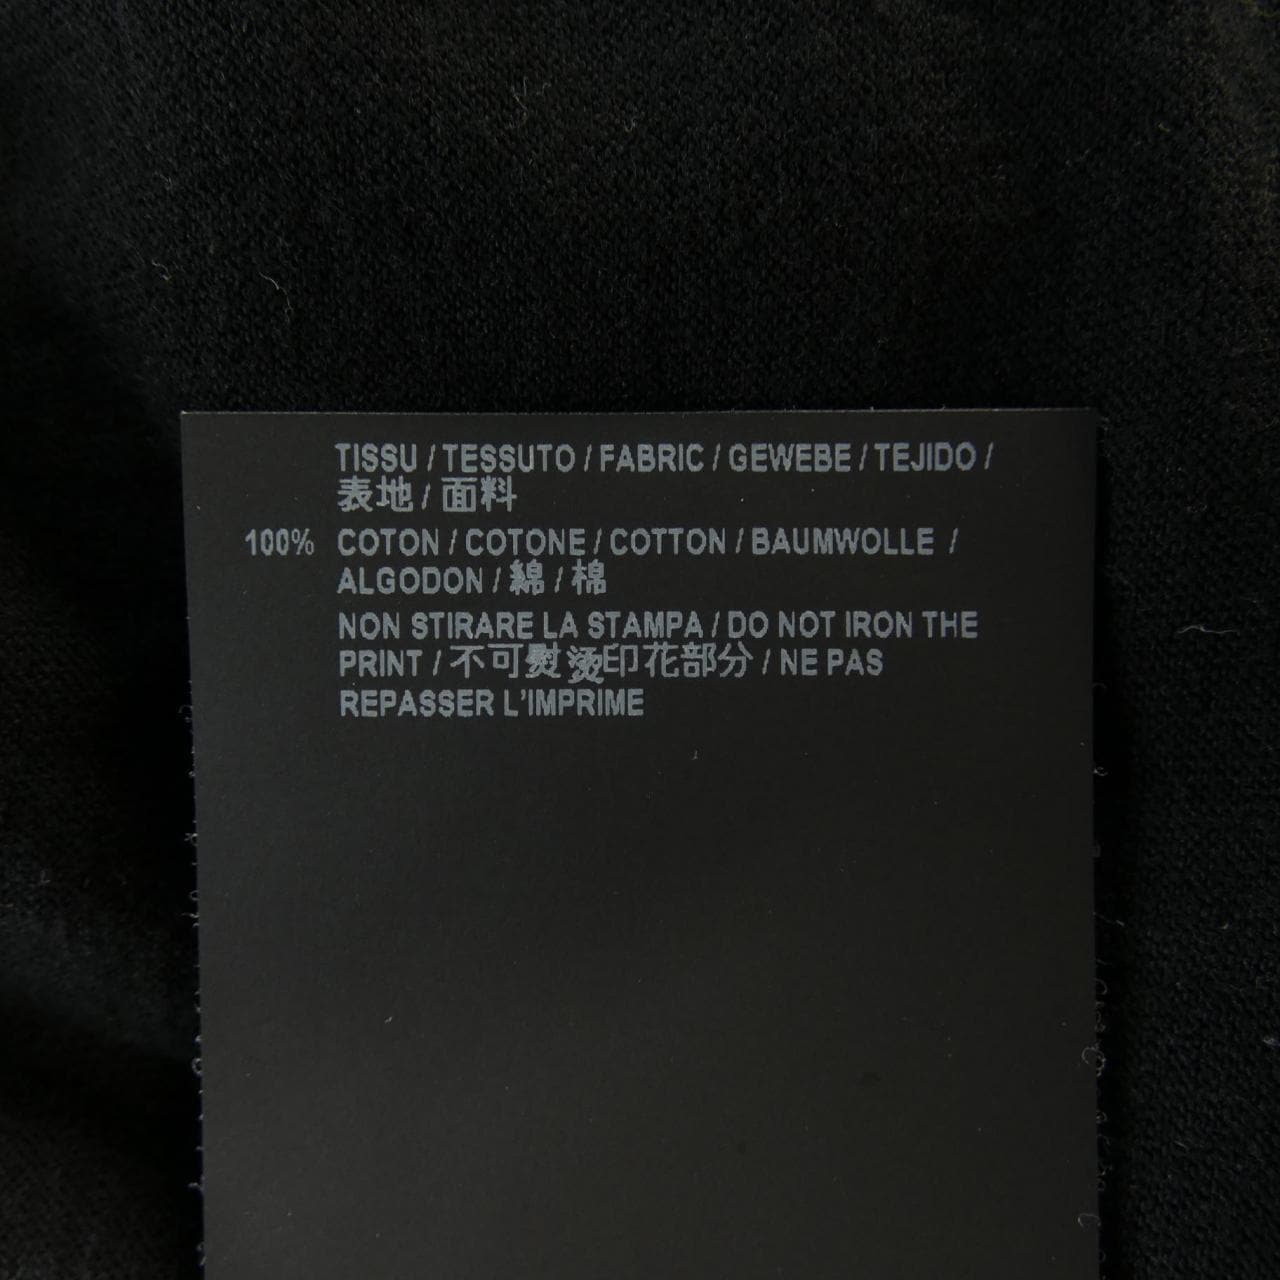 TISSU / TESSUTO / FABRIC / GEWEBE / TEJIDO /
表地 / 面料
100% COTON / COTONE / COTTON / BAUMWOLLE /
ALGODON / 綿 / 棉
NON STIRARE LA STAMPA / DO NOT IRON THE
PRINT / 不可熨烫印花部分 / NE PAS
REPASSER L'IMPRIME